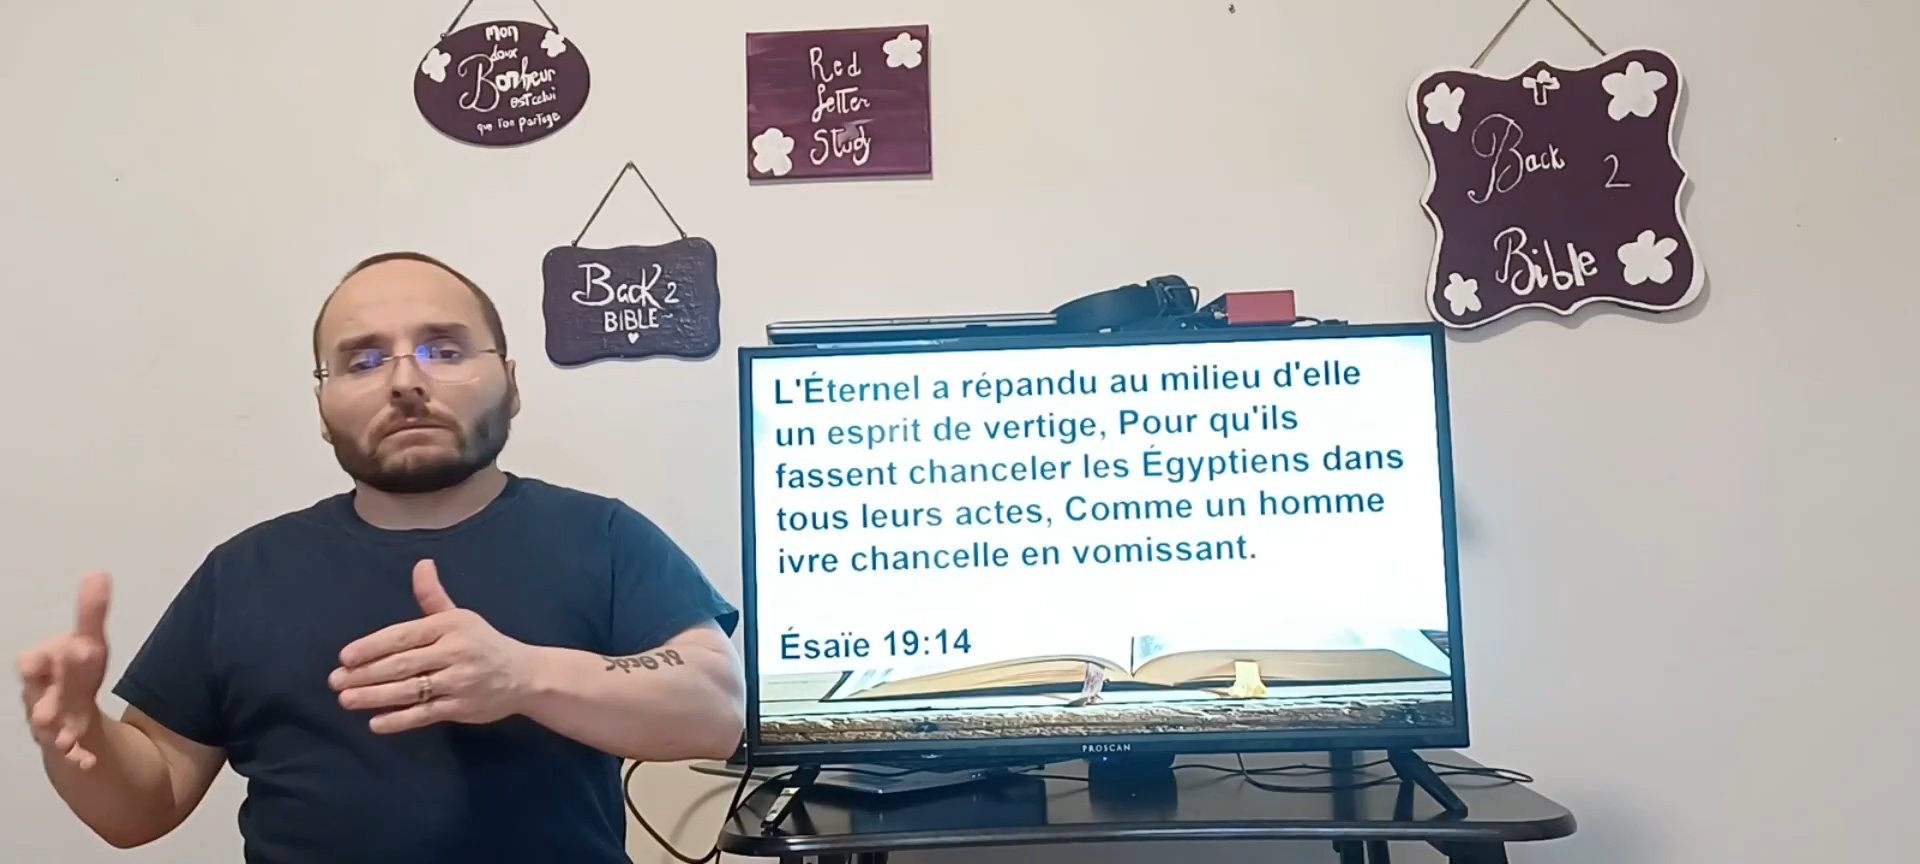 Mon
doux
Bonheur
est celui
que l'on partage
Red
Letter
Study
Back 2
BIBLE
Back 2
Bible
L'Éternel a répandu au milieu d'elle
un esprit de vertige, Pour qu'ils
fassent chanceler les Égyptiens dans
tous leurs actes, Comme un homme
ivre chancelle en vomissant.
Ésaïe 19:14
PROSCAN